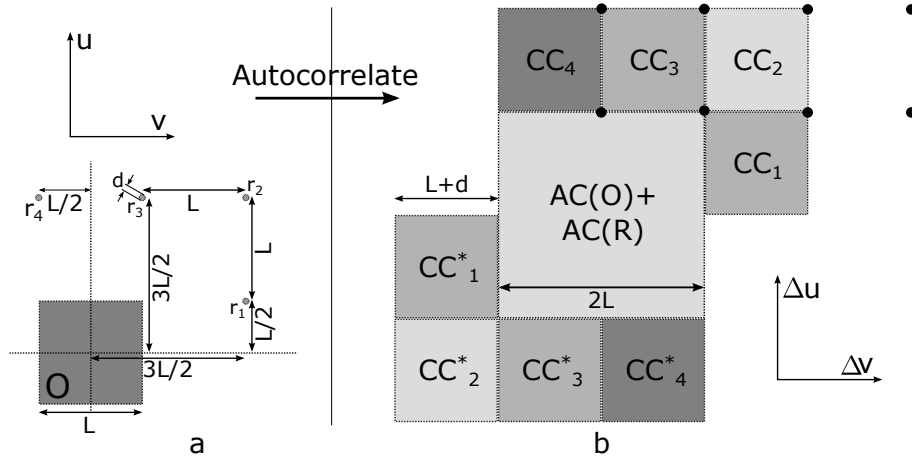 u
v
Autocorrelate
L/2
d
r₄
r₃
L
r₂
L
3L/2
r₁
L/2
3L/2
O
L
a
CC₄
CC₃
CC₂
CC₁
L+d
AC(O)+
AC(R)
CC*₁
2L
CC*₂
CC*₃
CC*₄
Δu
Δv
b